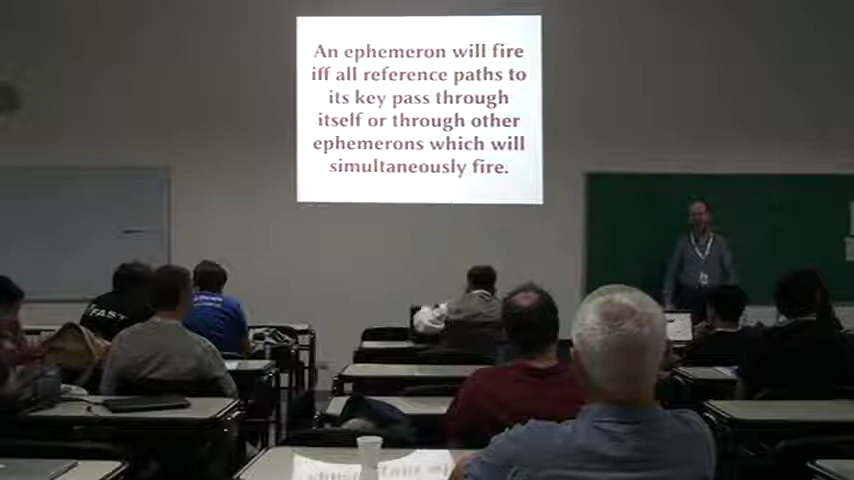 An ephemeron will fire
iff all reference paths to
its key pass through
itself or through other
ephemerons which will
simultaneously fire.
FAST